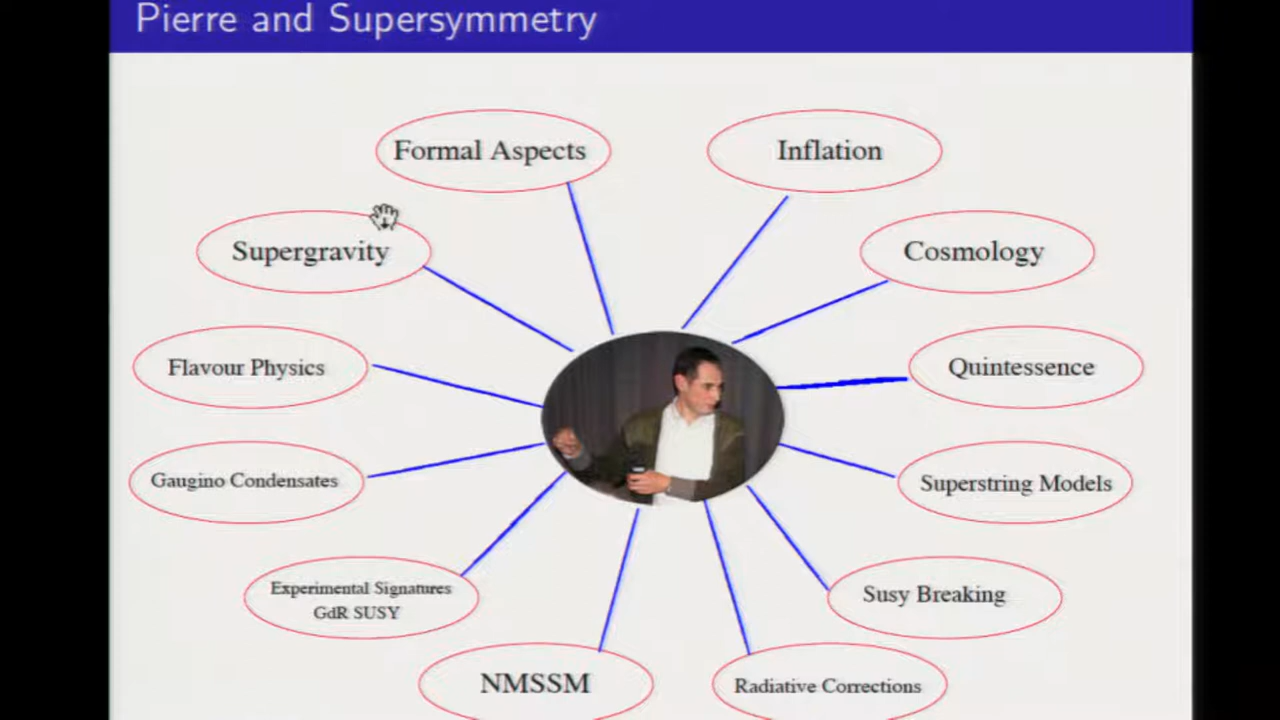 Pierre and Supersymmetry
Formal Aspects
Inflation
Supergravity
Cosmology
Flavour Physics
Quintessence
Gaugino Condensates
Superstring Models
Experimental Signatures
GdR SUSY
Susy Breaking
NMSSM
Radiative Corrections